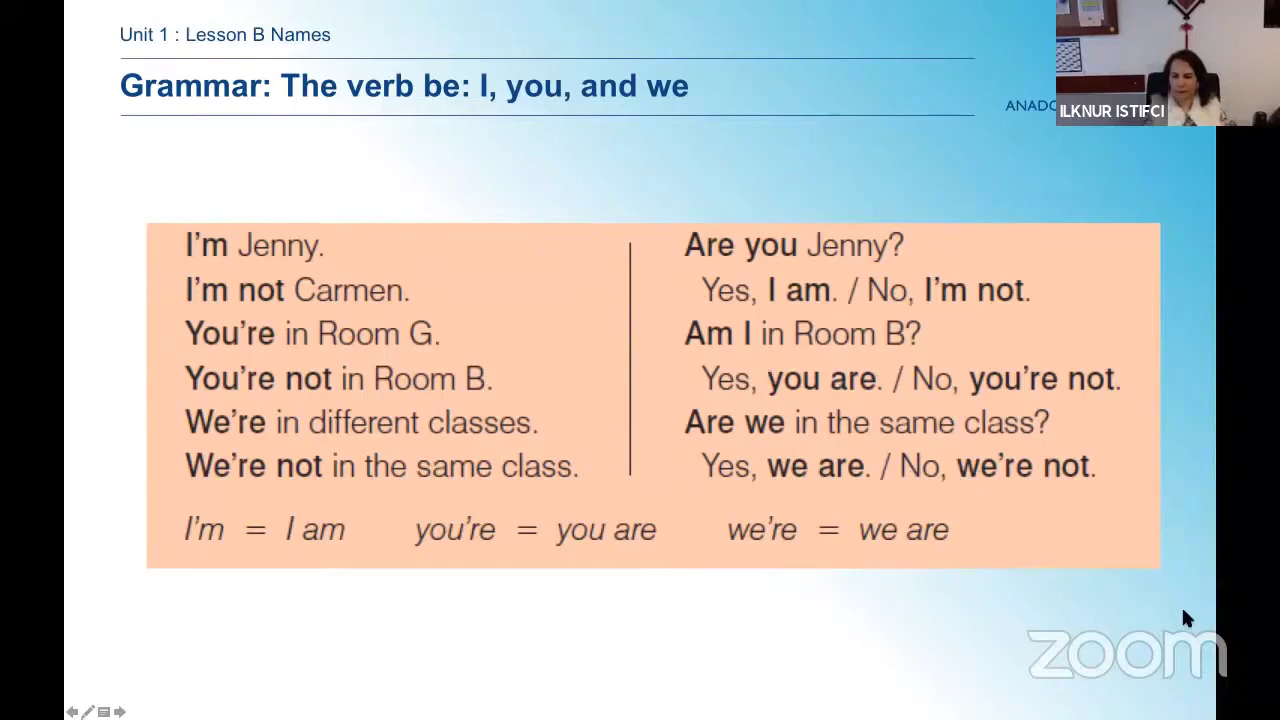 Unit 1 : Lesson B Names
Grammar: The verb be: I, you, and we
ILKNUR ISTIFCI
I'm Jenny.
I'm not Carmen.
You're in Room G.
You're not in Room B.
We're in different classes.
We're not in the same class.
Are you Jenny?
Yes, I am. / No, I'm not.
Am I in Room B?
Yes, you are. / No, you're not.
Are we in the same class?
Yes, we are. / No, we're not.
I'm = I am you're = you are we're = we are
zoom